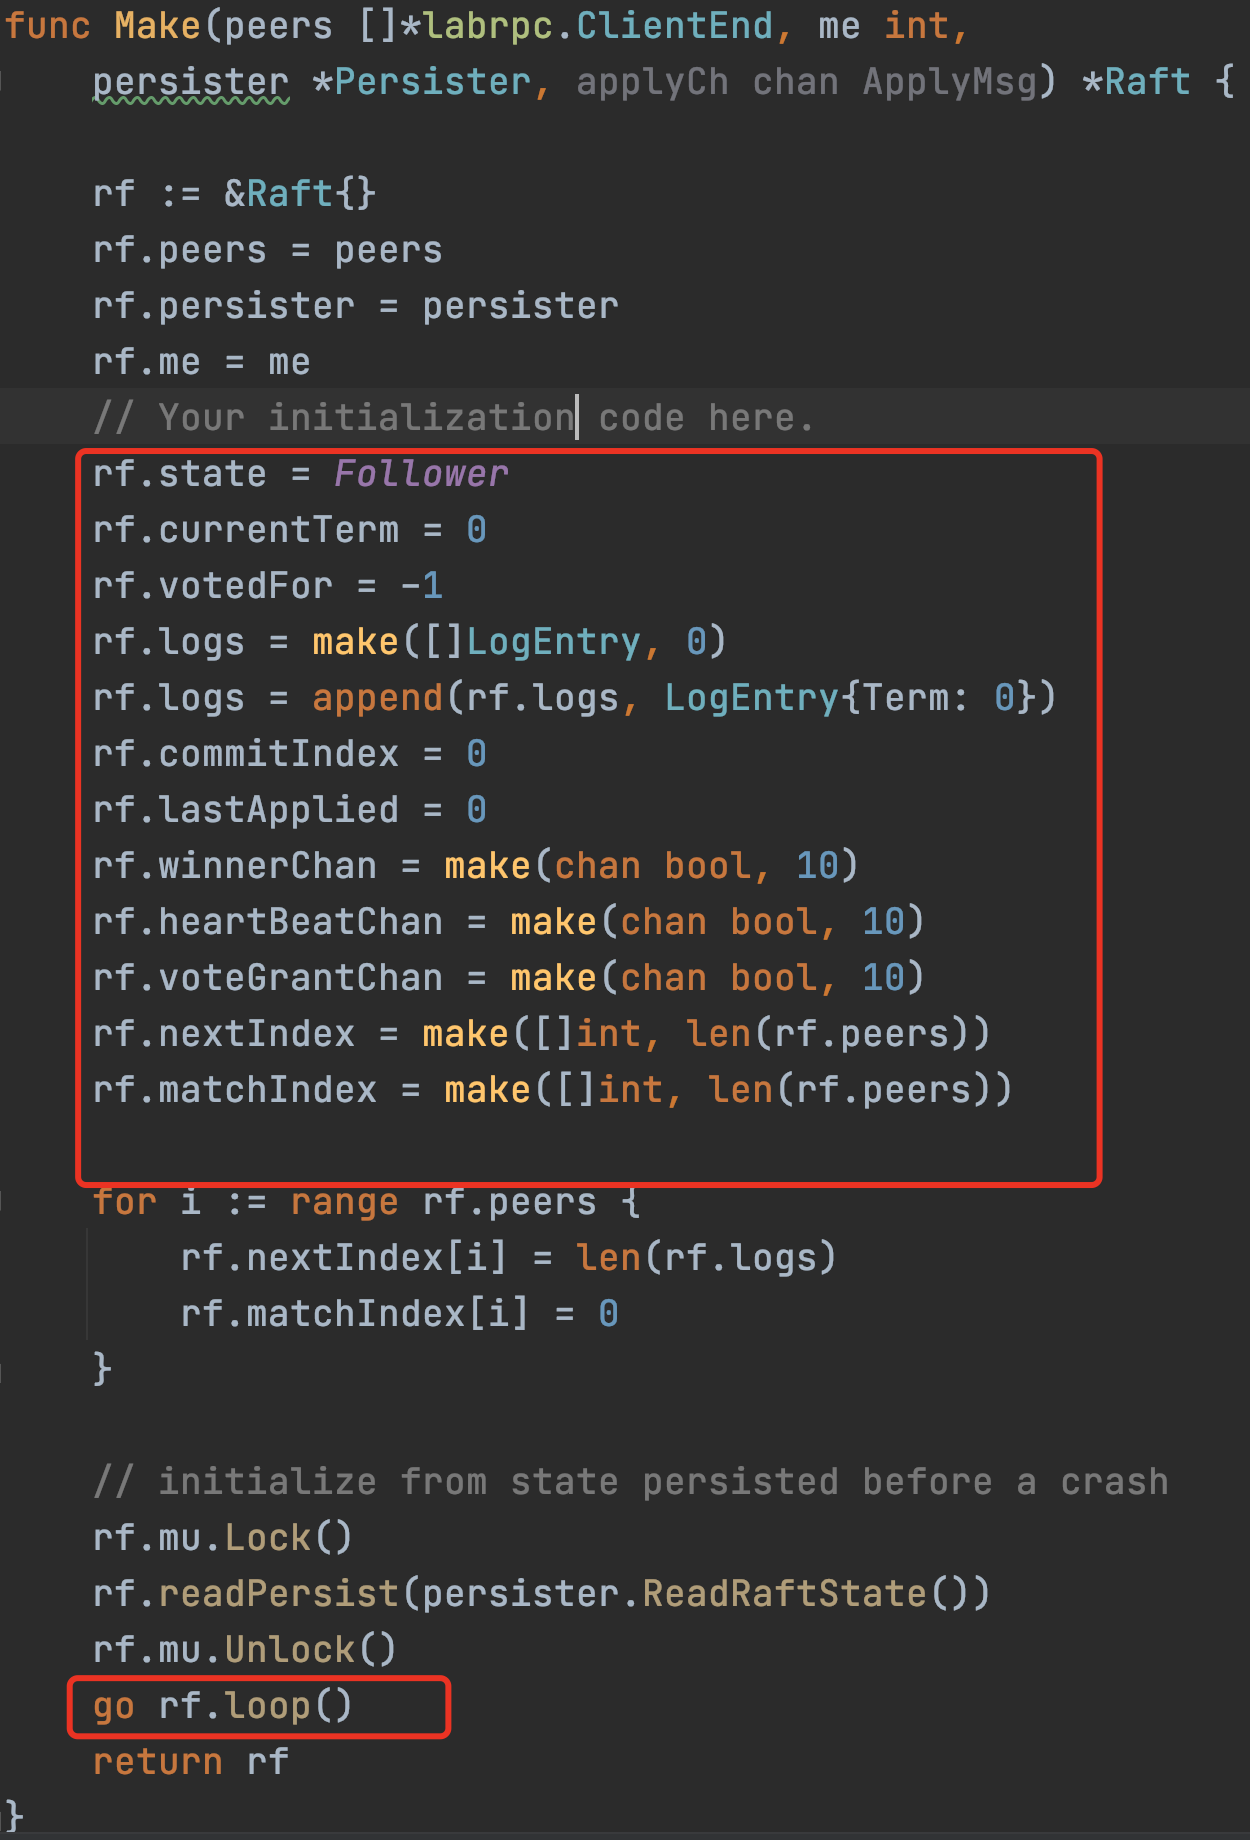 func Make(peers []*labrpc.ClientEnd, me int,
    persister *Persister, applyCh chan ApplyMsg) *Raft {

    rf := &Raft{}
    rf.peers = peers
    rf.persister = persister
    rf.me = me
    // Your initialization code here.
    rf.state = Follower
    rf.currentTerm = 0
    rf.votedFor = -1
    rf.logs = make([]LogEntry, 0)
    rf.logs = append(rf.logs, LogEntry{Term: 0})
    rf.commitIndex = 0
    rf.lastApplied = 0
    rf.winnerChan = make(chan bool, 10)
    rf.heartBeatChan = make(chan bool, 10)
    rf.voteGrantChan = make(chan bool, 10)
    rf.nextIndex = make([]int, len(rf.peers))
    rf.matchIndex = make([]int, len(rf.peers))

    for i := range rf.peers {
        rf.nextIndex[i] = len(rf.logs)
        rf.matchIndex[i] = 0
    }

    // initialize from state persisted before a crash
    rf.mu.Lock()
    rf.readPersist(persister.ReadRaftState())
    rf.mu.Unlock()
    go rf.loop()
    return rf
}